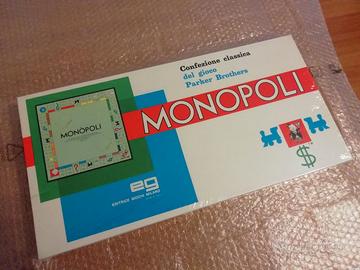 Confezione classica
del gioco
Parker Brothers
MONOPOLI
MONOPOLI
eg
EDITRICE GIOCHI MILANO
$